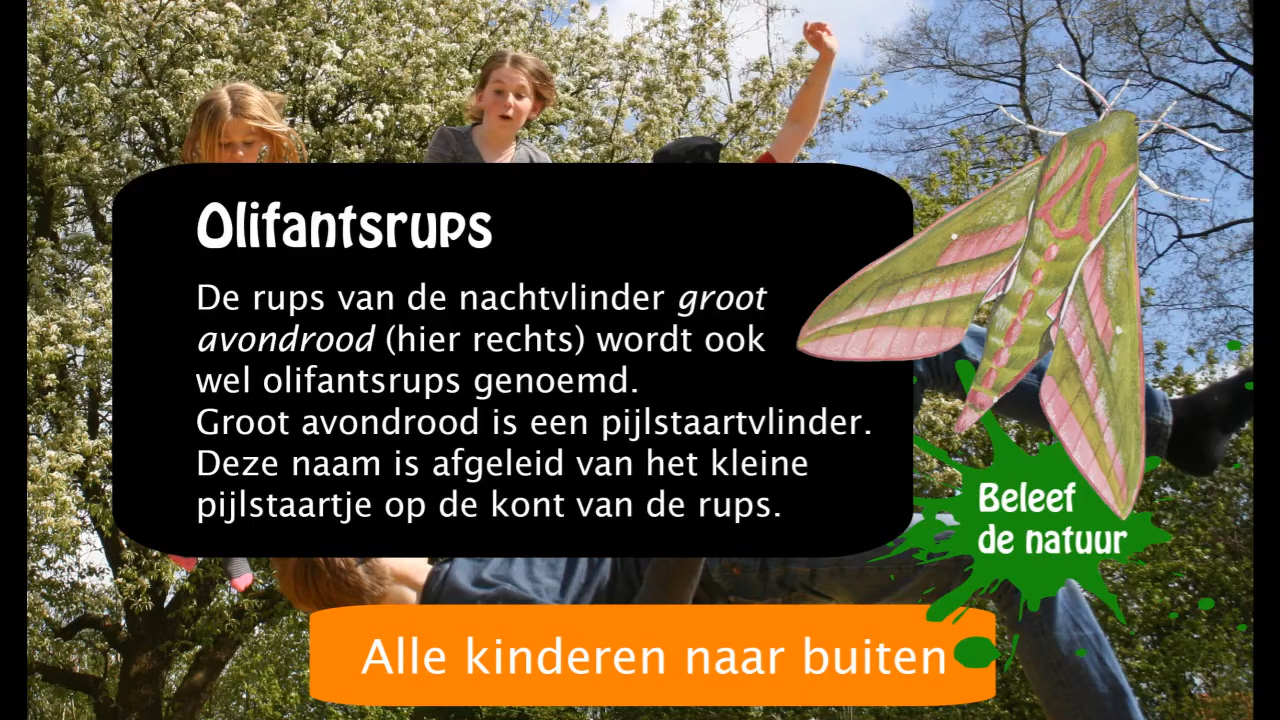 Olifantsrups
De rups van de nachtvlinder groot
avondrood (hier rechts) wordt ook
wel olifantsrups genoemd.
Groot avondrood is een pijlstaartvlinder.
Deze naam is afgeleid van het kleine
pijlstaartje op de kont van de rups.
Beleef
de natuur
Alle kinderen naar buiten